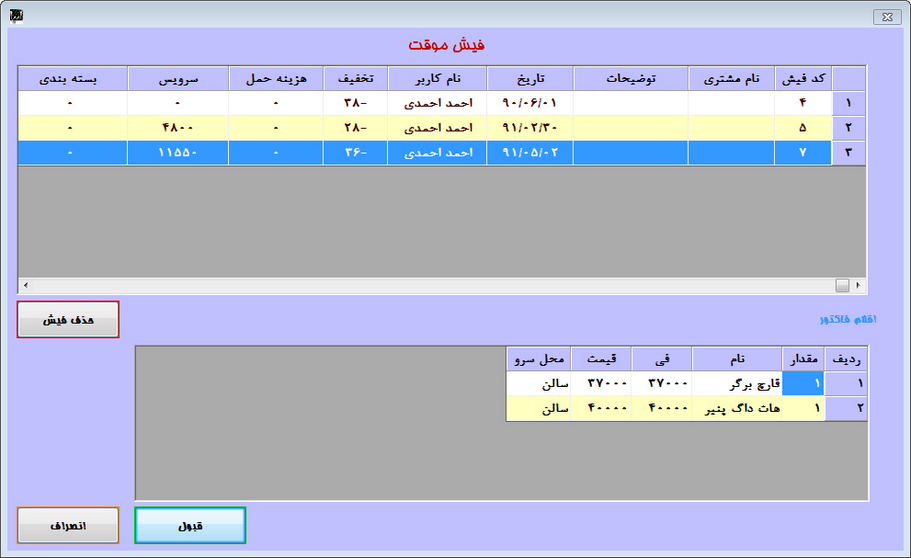 فیش موقت
کد فیش نام مشتری توضیحات تاریخ نام کاربر تخفیف هزینه حمل سرویس بسته بندی
۱ ۴ ۹۰/۰۶/۰۱ احمد احمدی -۳۸ ۰ ۰ ۰
۲ ۵ ۹۱/۰۲/۳۰ احمد احمدی -۲۸ ۰ ۴۸۰۰ ۰
۳ ۷ ۹۱/۰۵/۰۲ احمد احمدی -۳۶ ۰ ۱۱۵۵۰ ۰
حذف فیش
اقلام فاکتور
ردیف مقدار نام فی قیمت محل سرو
۱ ۱ قارچ برگر ۳۷۰۰۰ ۳۷۰۰۰ سالن
۲ ۱ هات داگ پنیر ۴۰۰۰۰ ۴۰۰۰۰ سالن
قبول
انصراف